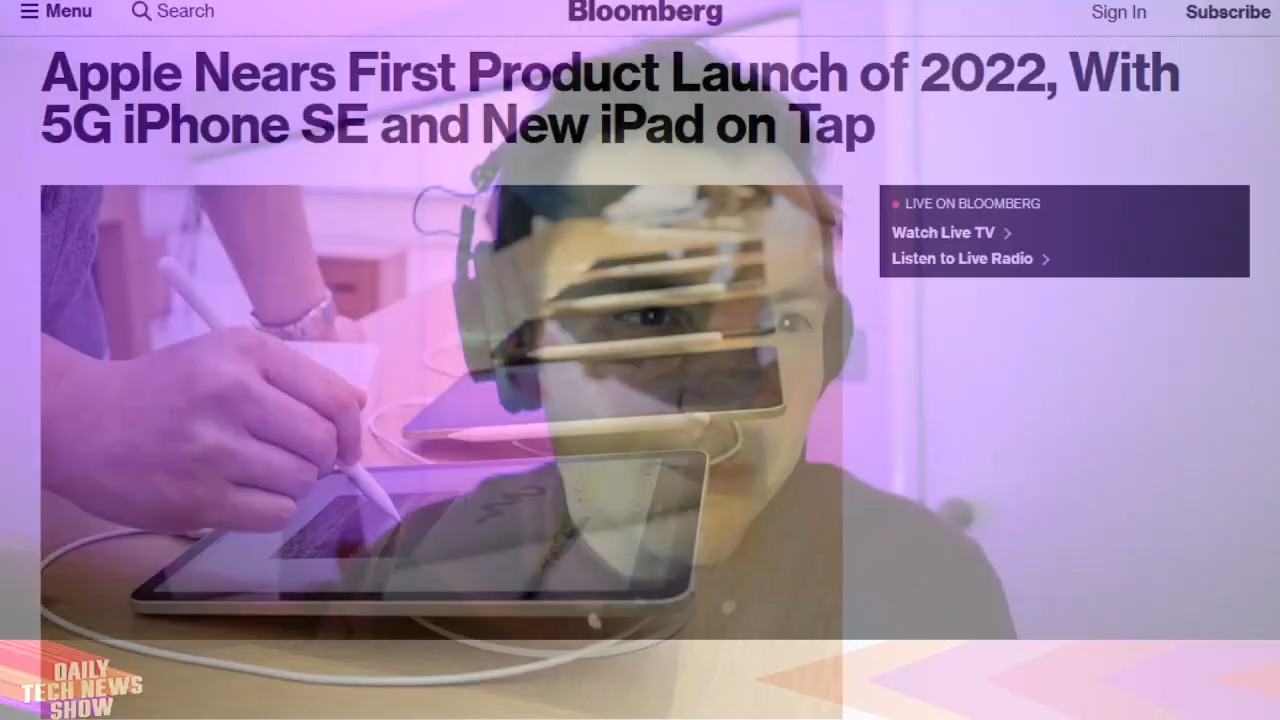 Menu
Search
Bloomberg
Sign In
Subscribe
Apple Nears First Product Launch of 2022, With
5G iPhone SE and New iPad on Tap
LIVE ON BLOOMBERG
Watch Live TV
Listen to Live Radio
DAILY
TECH NEWS
SHOW